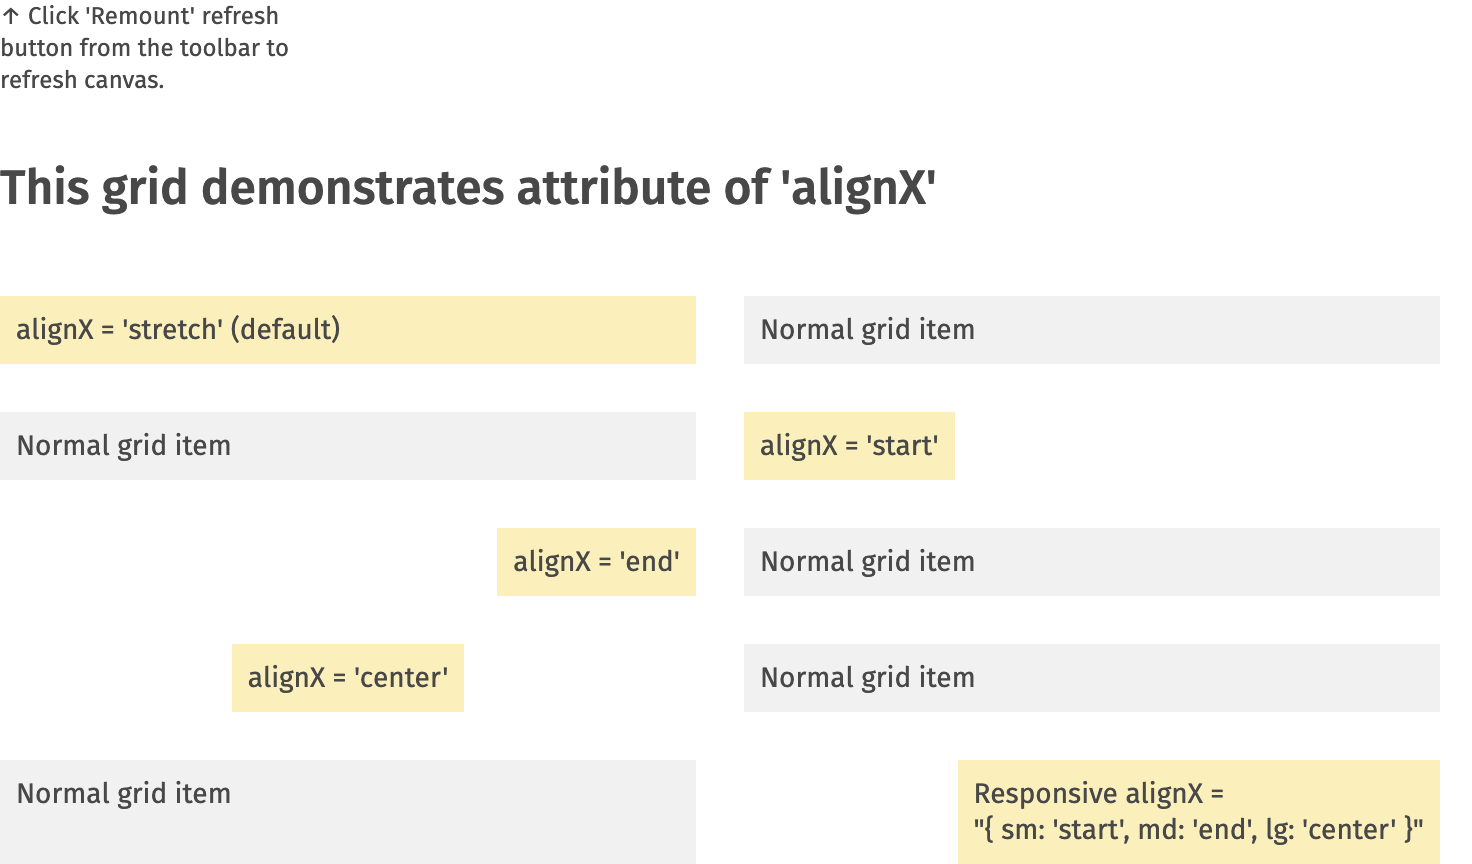 ↑ Click 'Remount' refresh
button from the toolbar to
refresh canvas.
This grid demonstrates attribute of 'alignX'
alignX = 'stretch' (default)
Normal grid item
Normal grid item
alignX = 'start'
alignX = 'end'
Normal grid item
alignX = 'center'
Normal grid item
Normal grid item
Responsive alignX =
"{ sm: 'start', md: 'end', lg: 'center' }"